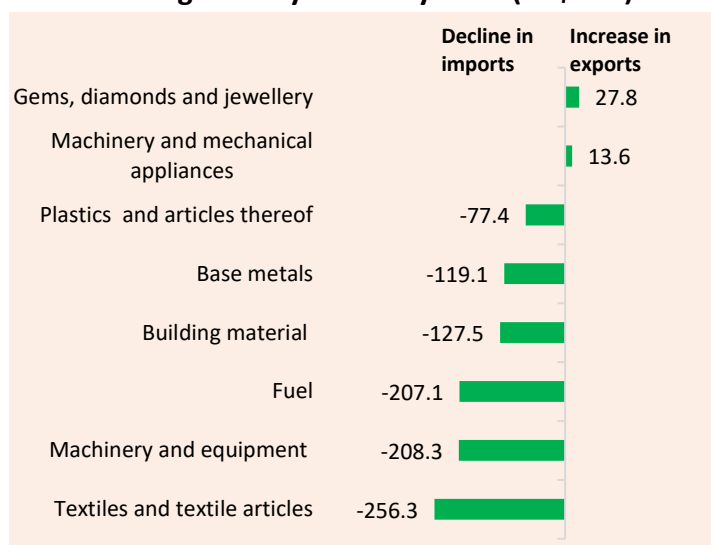 Decline in
imports
Increase in
exports
Gems, diamonds and jewellery
27.8
Machinery and mechanical
appliances
13.6
Plastics and articles thereof
-77.4
Base metals
-119.1
Building material
-127.5
Fuel
-207.1
Machinery and equipment
-208.3
Textiles and textile articles
-256.3